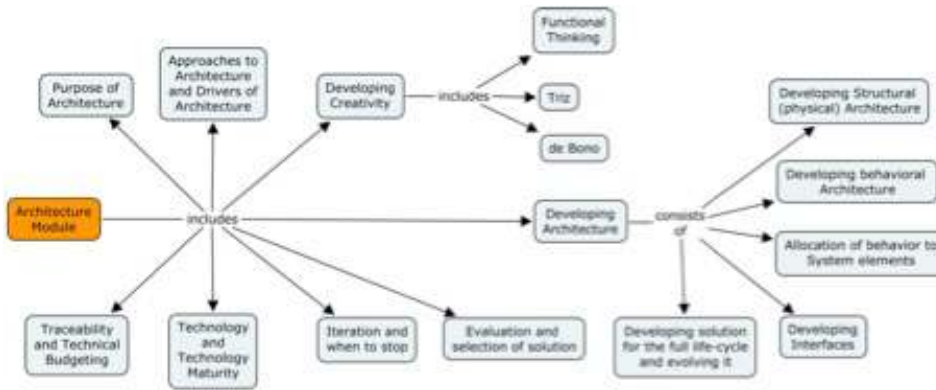 Functional
Thinking
Approaches to
Architecture
and Drivers of
Architecture
Purpose of
Architecture
Developing
Creativity
includes
Triz
de Bono
Developing Structural
(physical) Architecture
Developing behavioral
Architecture
Architecture
Module
includes
Developing
Architecture
consists
of
Allocation of behavior to
System elements
Traceability
and Technical
Budgeting
Technology
and
Technology
Maturity
Iteration and
when to stop
Evaluation and
selection of solution
Developing solution
for the full life-cycle
and evolving it
Developing
Interfaces